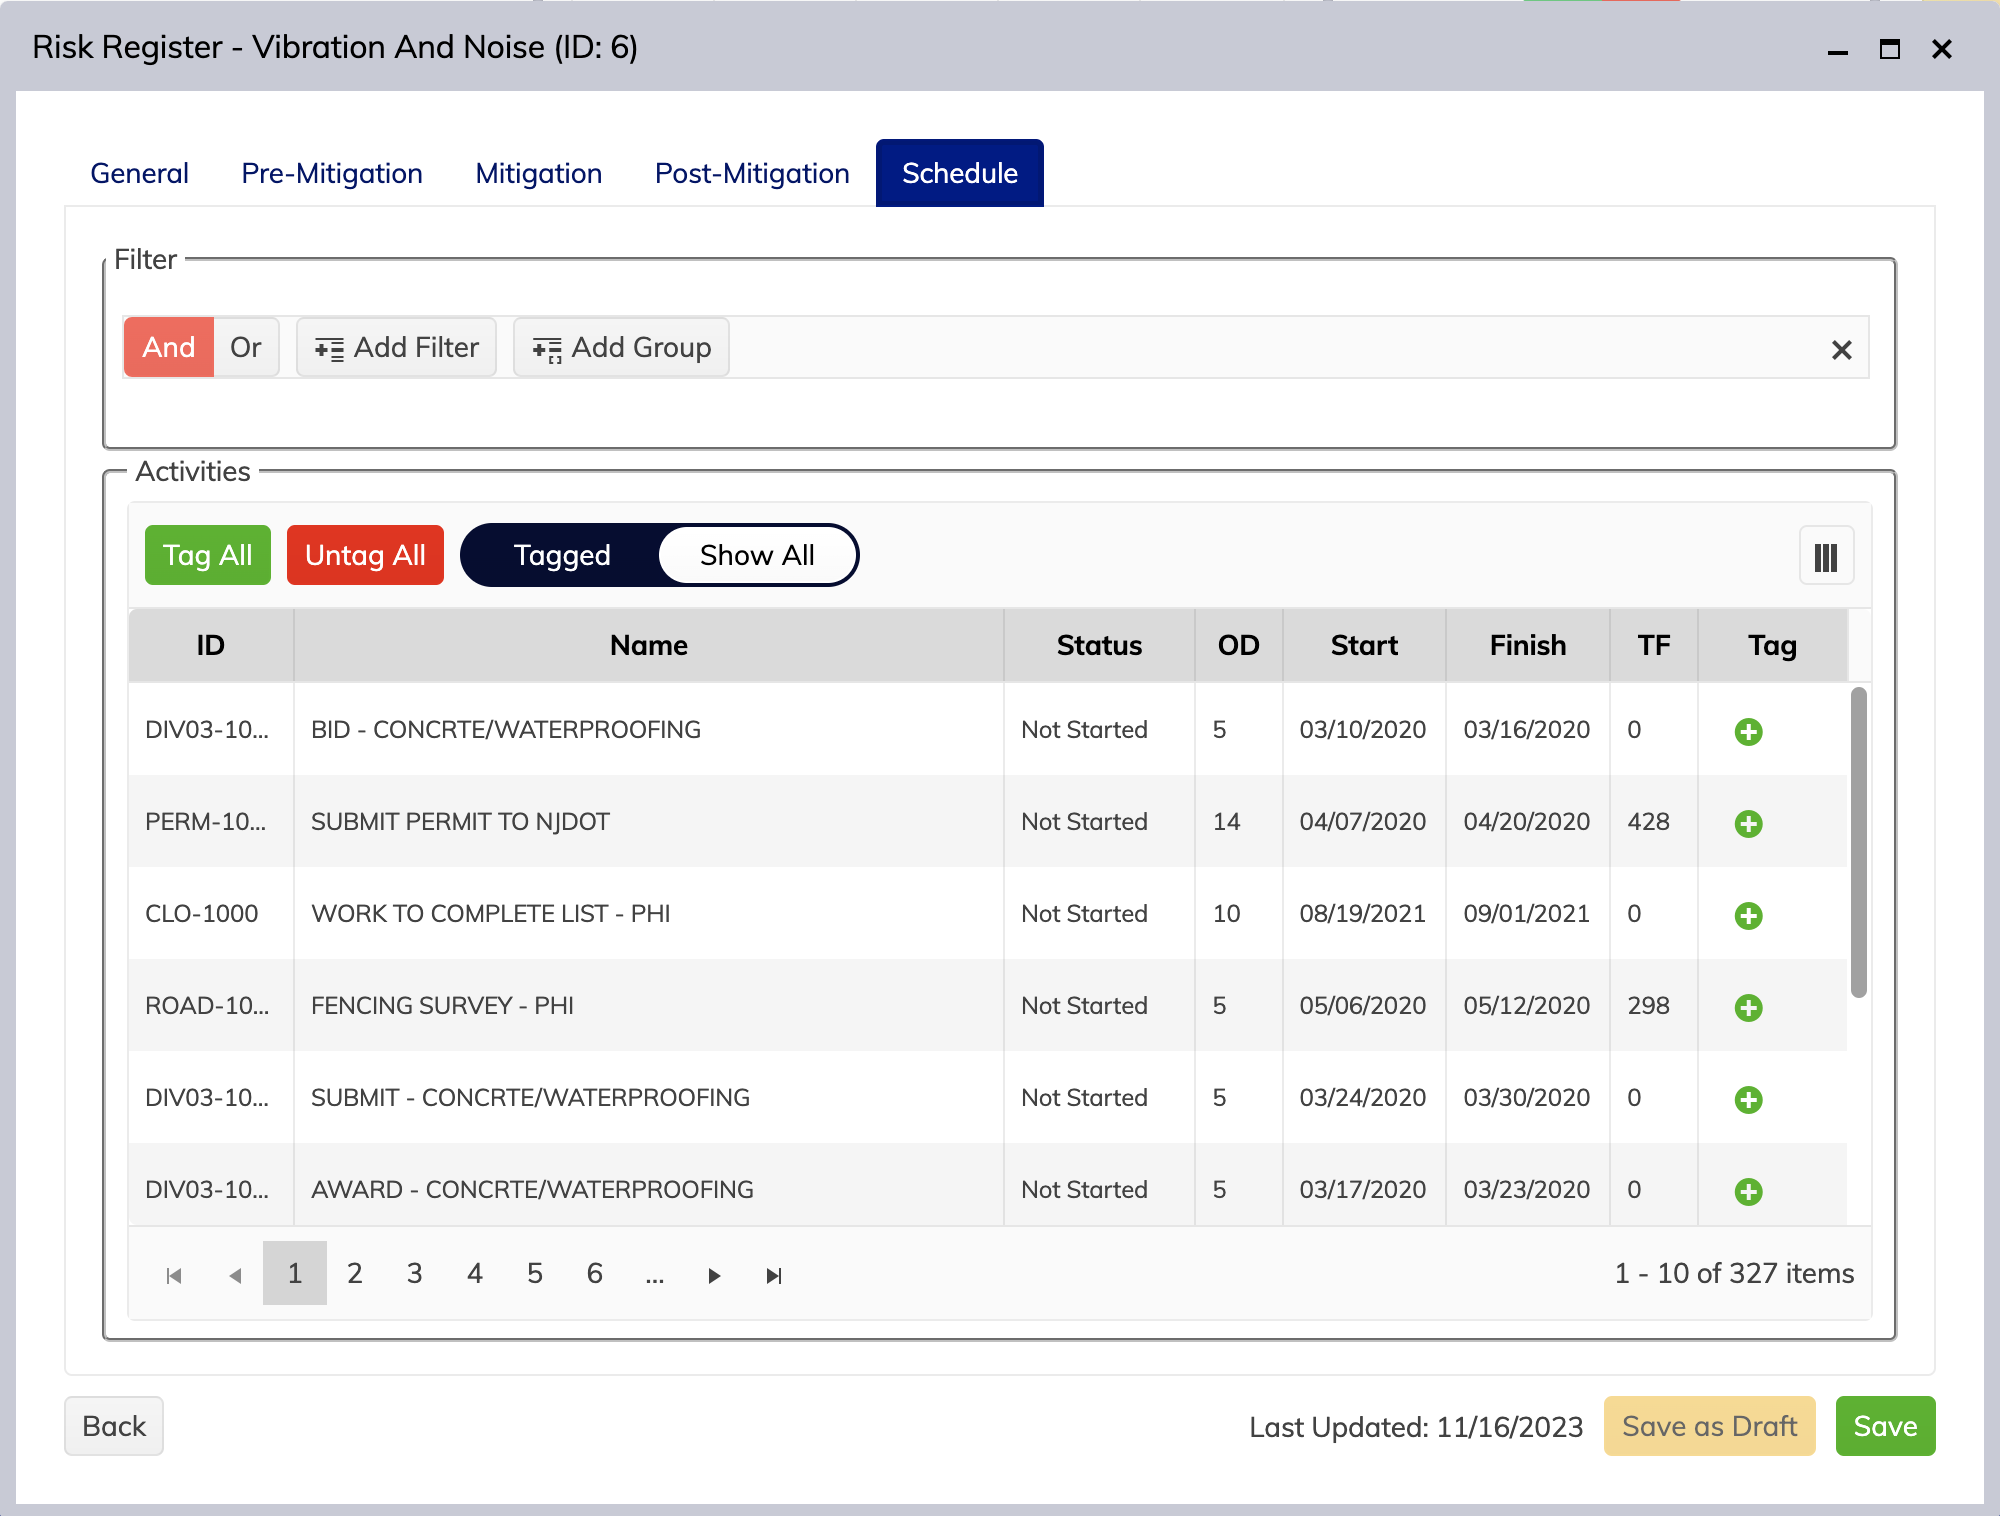 Risk Register - Vibration And Noise (ID: 6)
General Pre-Mitigation Mitigation Post-Mitigation Schedule
Filter
And Or Add Filter Add Group
Activities
Tag All Untag All Tagged Show All
ID Name Status OD Start Finish TF Tag
DIV03-10... BID - CONCRTE/WATERPROOFING Not Started 5 03/10/2020 03/16/2020 0
PERM-10... SUBMIT PERMIT TO NJDOT Not Started 14 04/07/2020 04/20/2020 428
CLO-1000 WORK TO COMPLETE LIST - PHI Not Started 10 08/19/2021 09/01/2021 0
ROAD-10... FENCING SURVEY - PHI Not Started 5 05/06/2020 05/12/2020 298
DIV03-10... SUBMIT - CONCRTE/WATERPROOFING Not Started 5 03/24/2020 03/30/2020 0
DIV03-10... AWARD - CONCRTE/WATERPROOFING Not Started 5 03/17/2020 03/23/2020 0
1 2 3 4 5 6 ... 1 - 10 of 327 items
Back Last Updated: 11/16/2023 Save as Draft Save